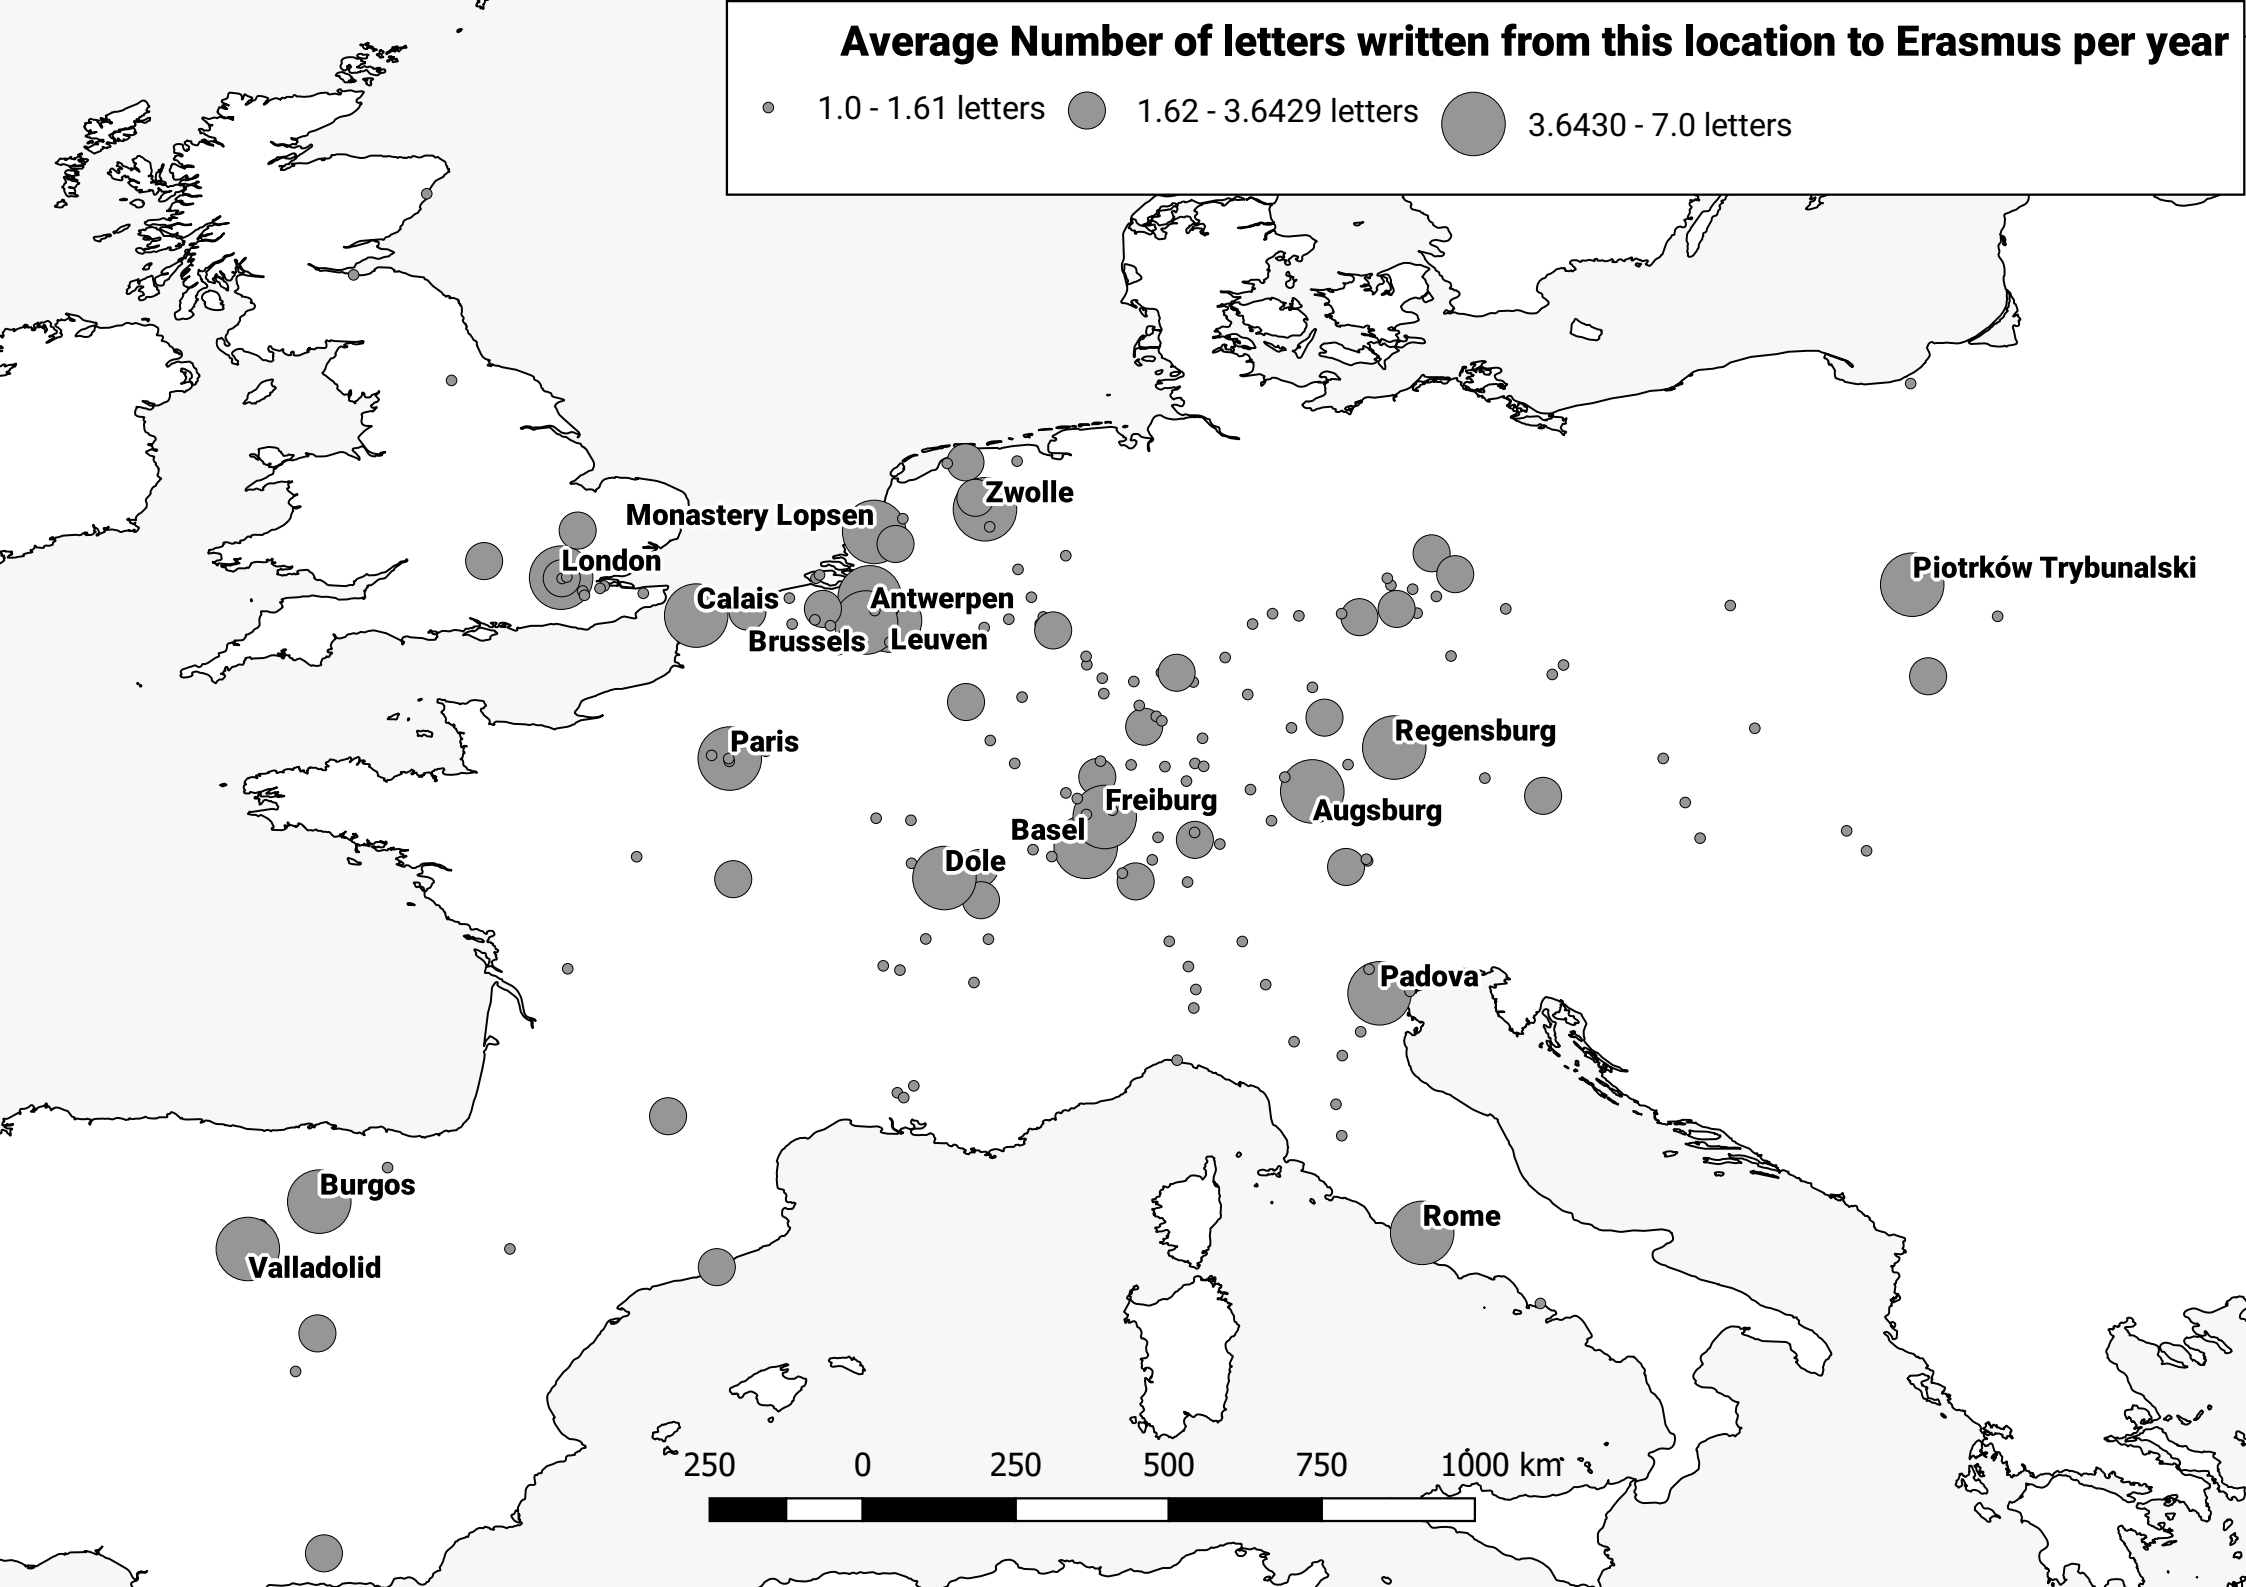 Average Number of letters written from this location to Erasmus per year
1.0 - 1.61 letters
1.62 - 3.6429 letters
3.6430 - 7.0 letters
Zwolle
Monastery Lopsen
London
Piotrków Trybunalski
Calais
Antwerpen
Brussels
Leuven
Paris
Regensburg
Freiburg
Augsburg
Basel
Dole
Padova
Burgos
Rome
Valladolid
250 0 250 500 750 1000 km